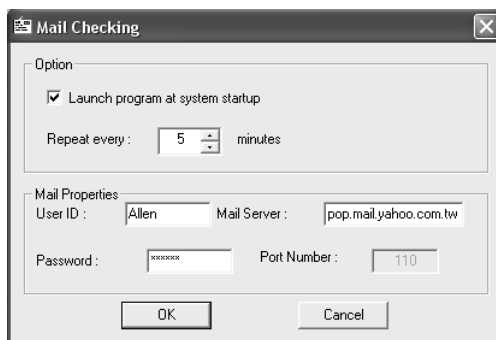 Mail Checking
Option
Launch program at system startup
Repeat every : 5 minutes
Mail Properties
User ID : Allen Mail Server : pop.mail.yahoo.com.tw
Password : ****** Port Number : 110
OK Cancel